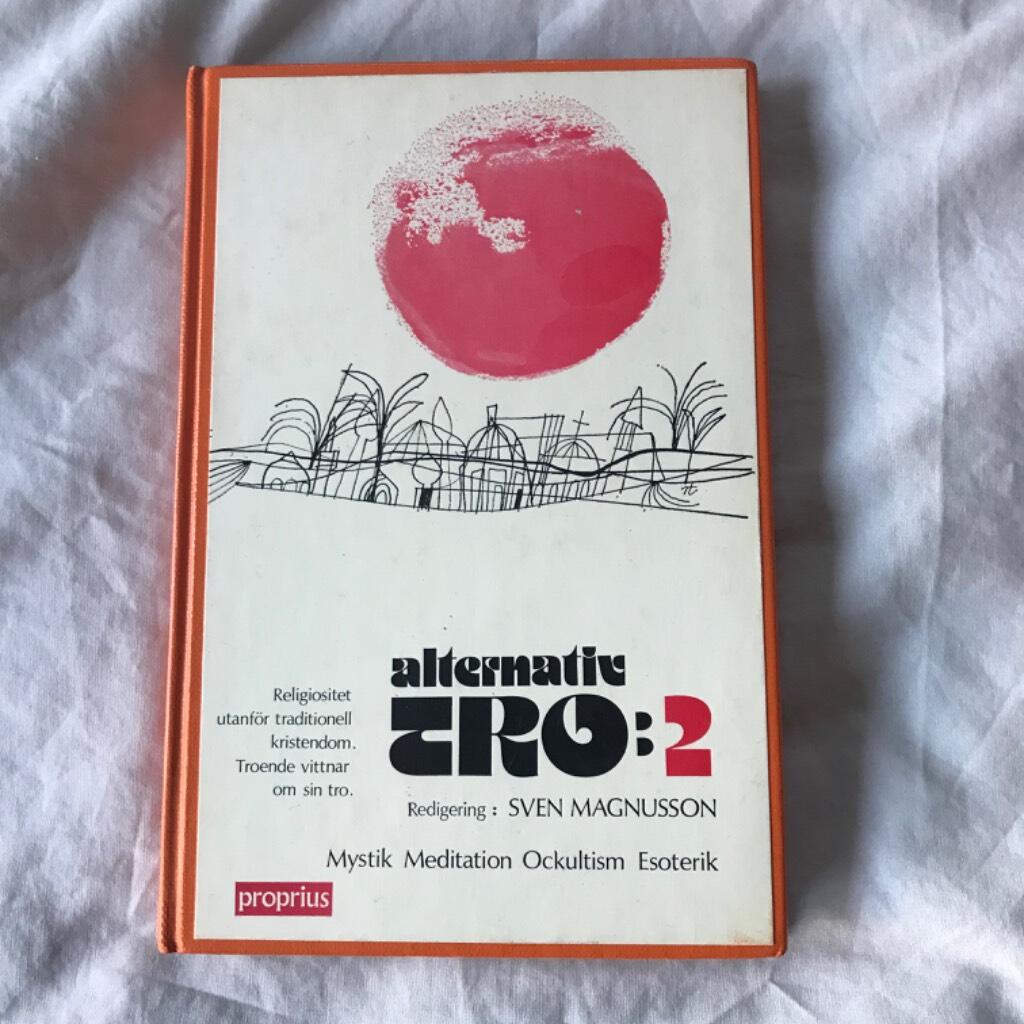 alternativ
TRO:2
Religiositet
utanför traditionell
kristendom.
Troende vittnar
om sin tro.
Redigering : SVEN MAGNUSSON
Mystik Meditation Ockultism Esoterik
proprius